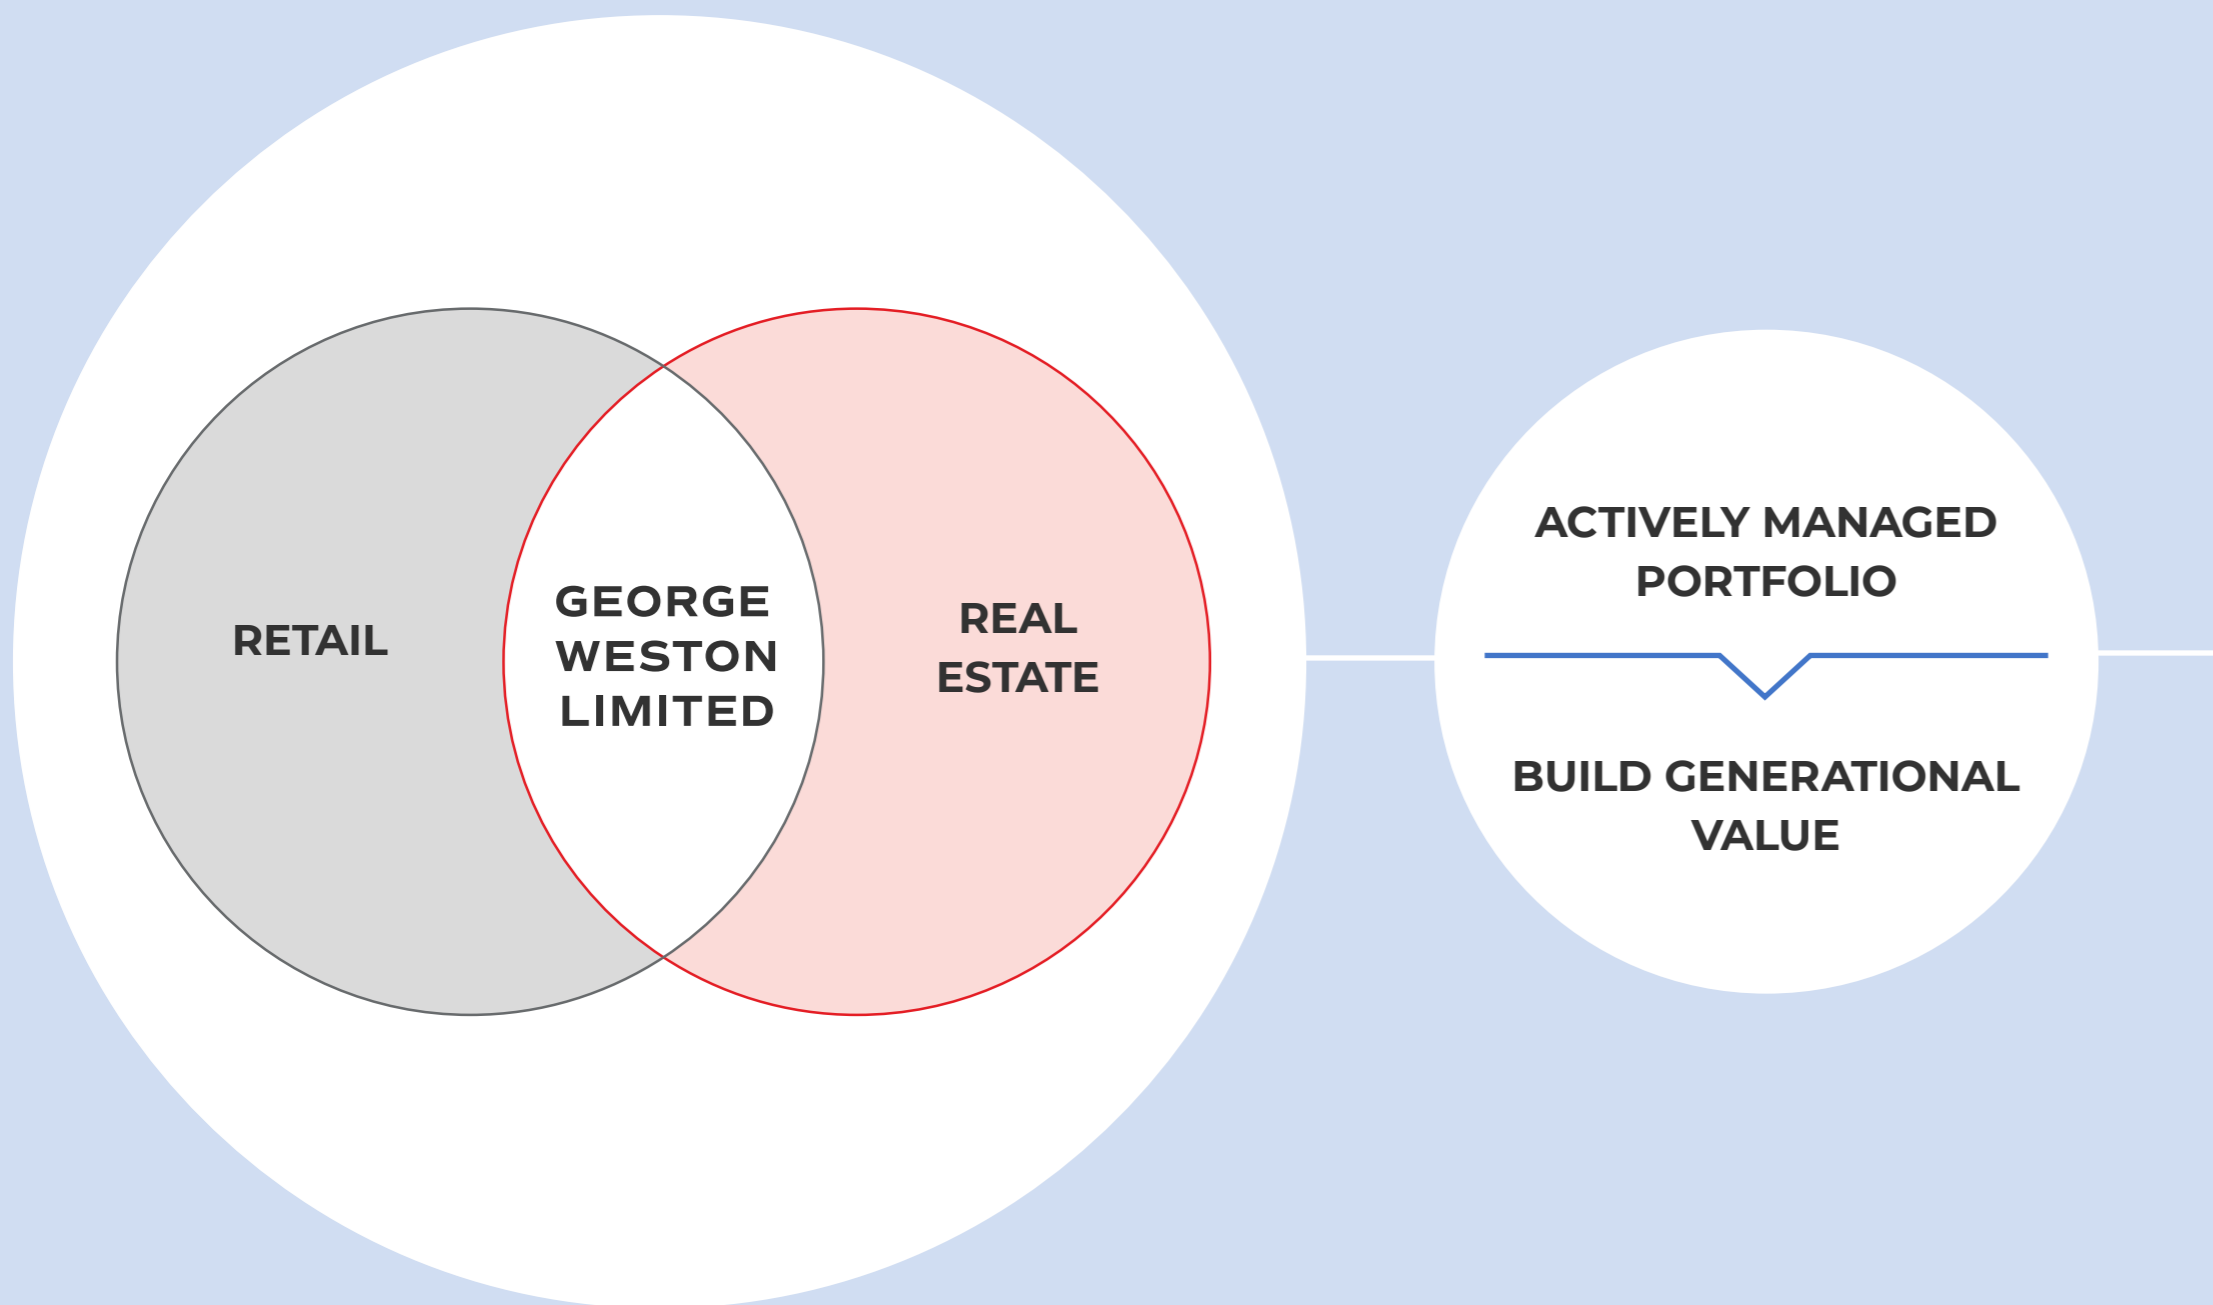 RETAIL
GEORGE
WESTON
LIMITED
REAL
ESTATE
ACTIVELY MANAGED
PORTFOLIO
BUILD GENERATIONAL
VALUE